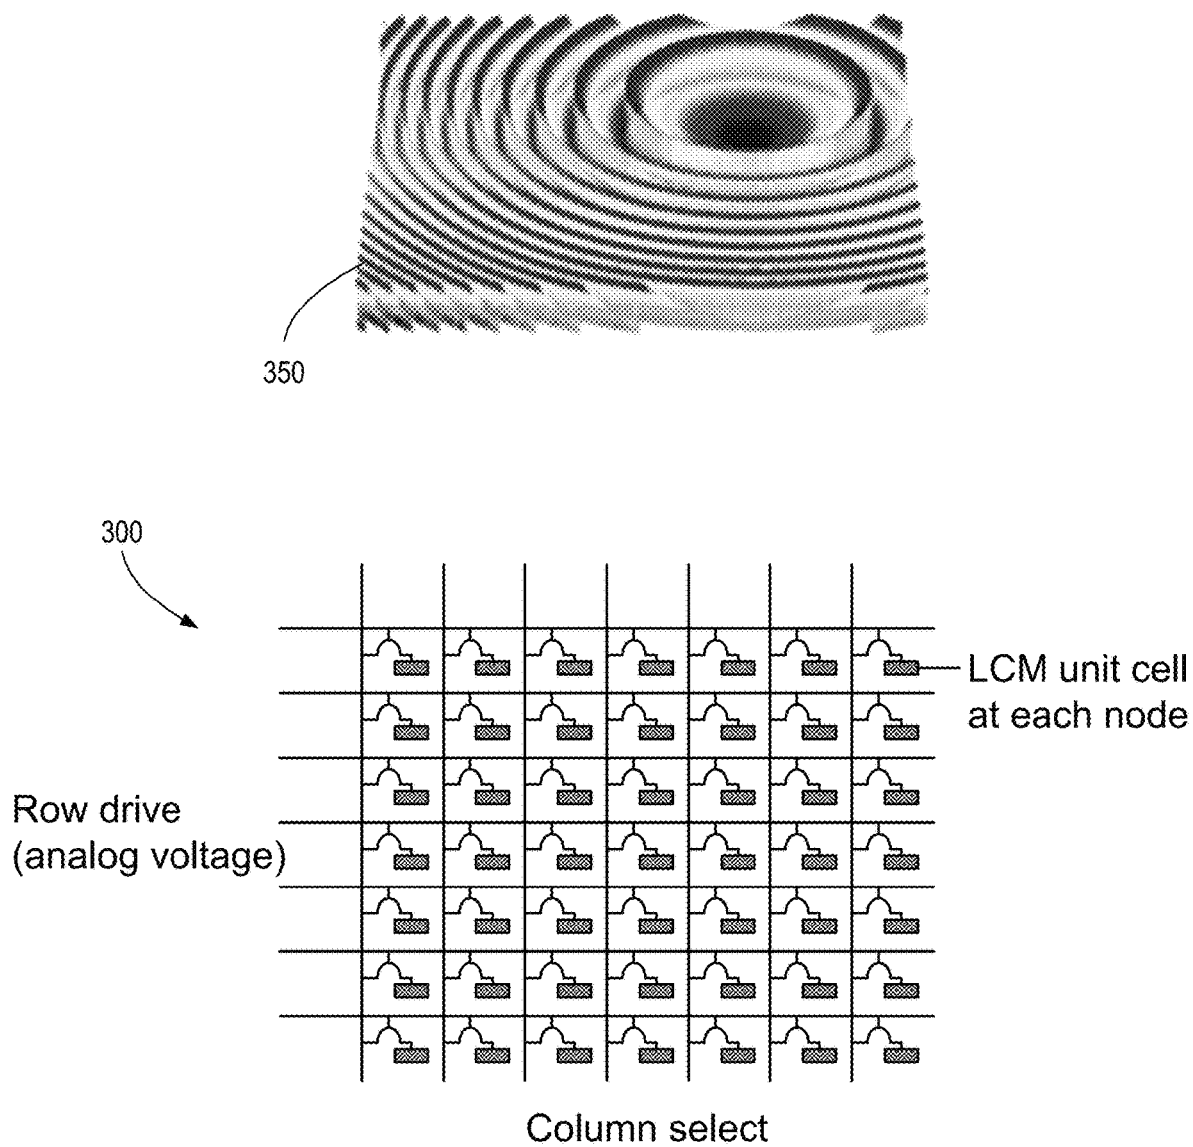 350
300
LCM unit cell
at each node
Row drive
(analog voltage)
Column select